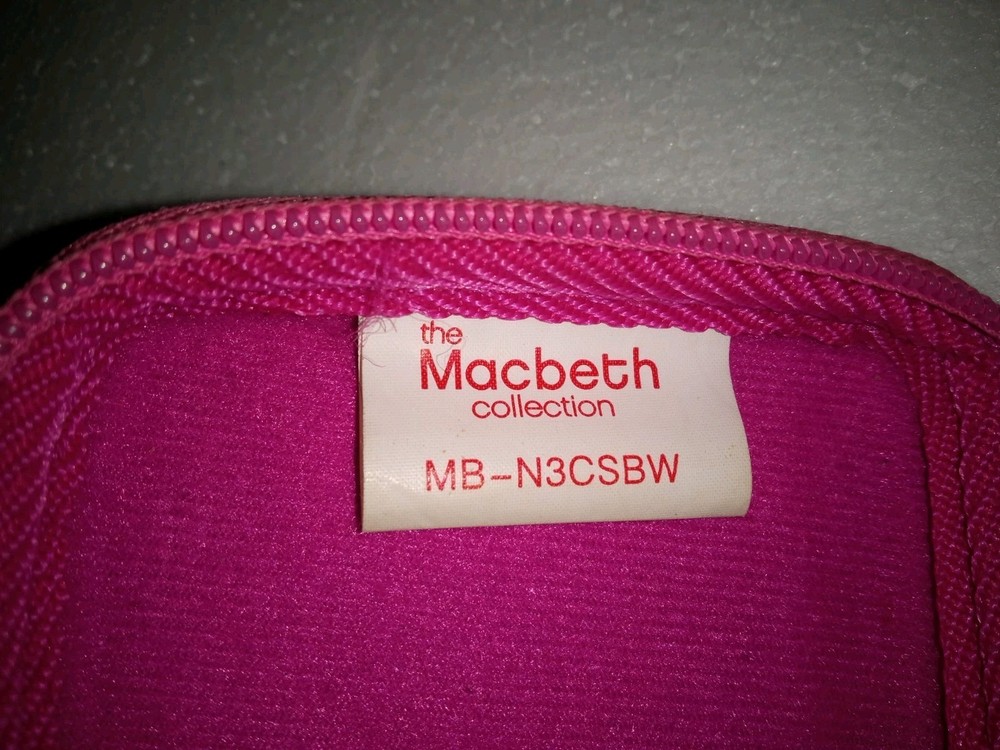 the
Macbeth
collection
MB-N3CSBW